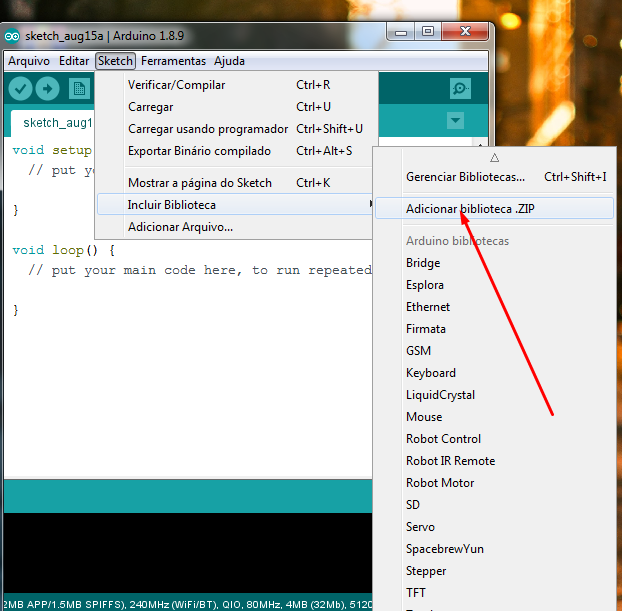 sketch_aug15a | Arduino 1.8.9
Arquivo Editar Sketch Ferramentas Ajuda
Verificar/Compilar Ctrl+R
Carregar Ctrl+U
Carregar usando programador Ctrl+Shift+U
Exportar Binário compilado Ctrl+Alt+S
Mostrar a página do Sketch Ctrl+K
Incluir Biblioteca
Adicionar Arquivo...
sketch_aug1
void setup
// put y
}
void loop() {
// put your main code here, to run repeated
}
Gerenciar Bibliotecas... Ctrl+Shift+I
Adicionar biblioteca .ZIP
Arduino bibliotecas
Bridge
Esplora
Ethernet
Firmata
GSM
Keyboard
LiquidCrystal
Mouse
Robot Control
Robot IR Remote
Robot Motor
SD
Servo
SpacebrewYun
Stepper
TFT
2MB APP/1.5MB SPIFFS), 240MHz (WiFi/BT), QIO, 80MHz, 4MB (32Mb), 5120